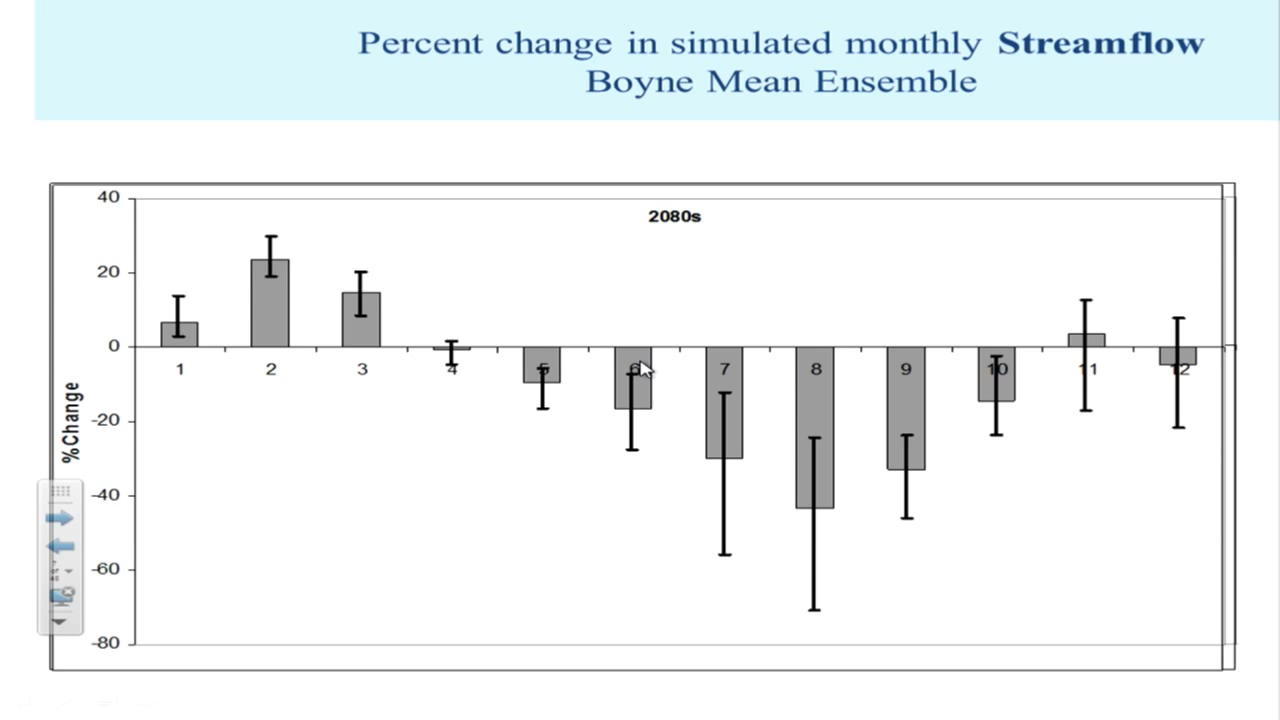 Percent change in simulated monthly Streamflow
Boyne Mean Ensemble
40
2080s
20
0
1 2 3 4 5 6 7 8 9 10 11 12
%Change
-20
-40
-60
-80